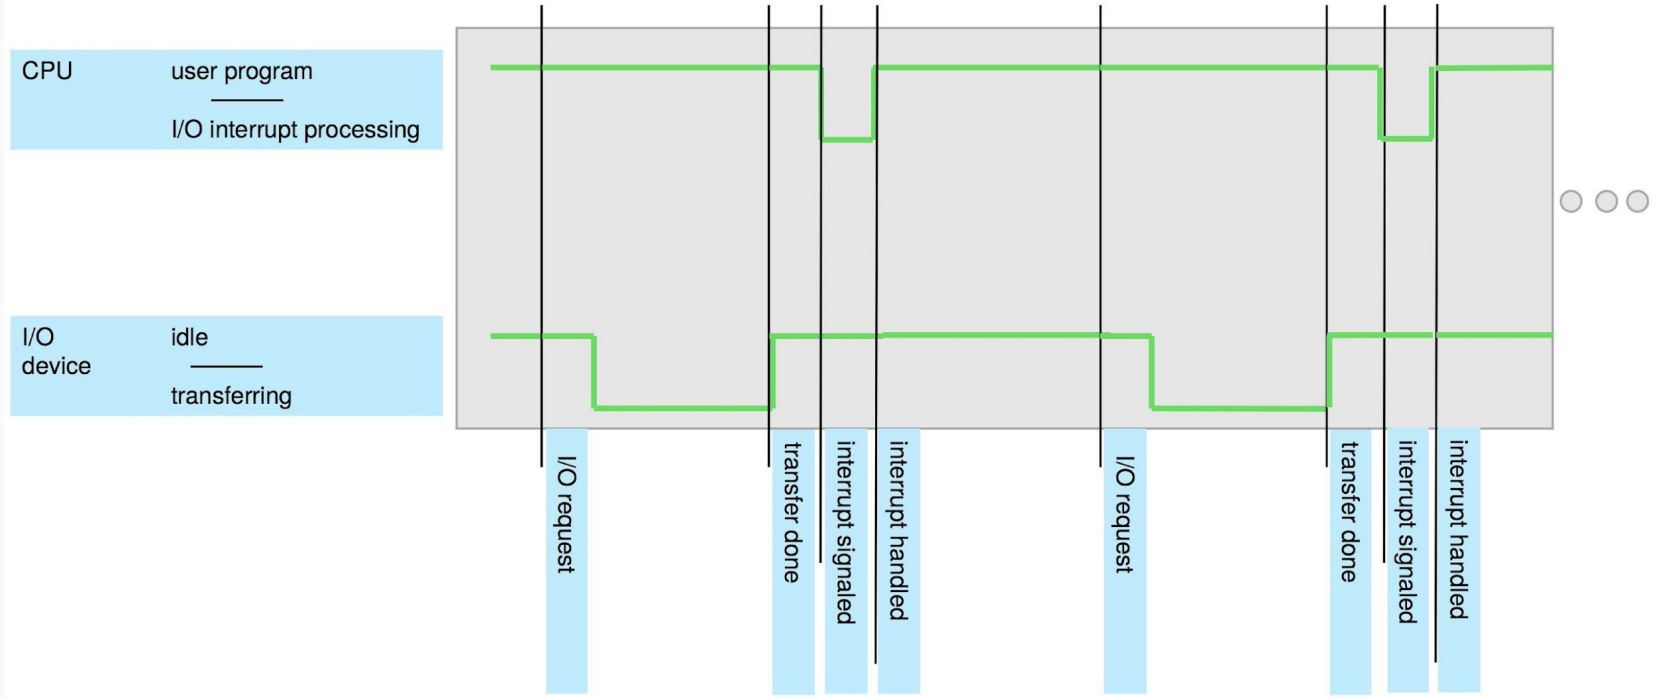 CPU
user program
I/O interrupt processing
I/O
device
idle
transferring
I/O request
transfer done
interrupt signaled
interrupt handled
I/O request
transfer done
interrupt signaled
interrupt handled